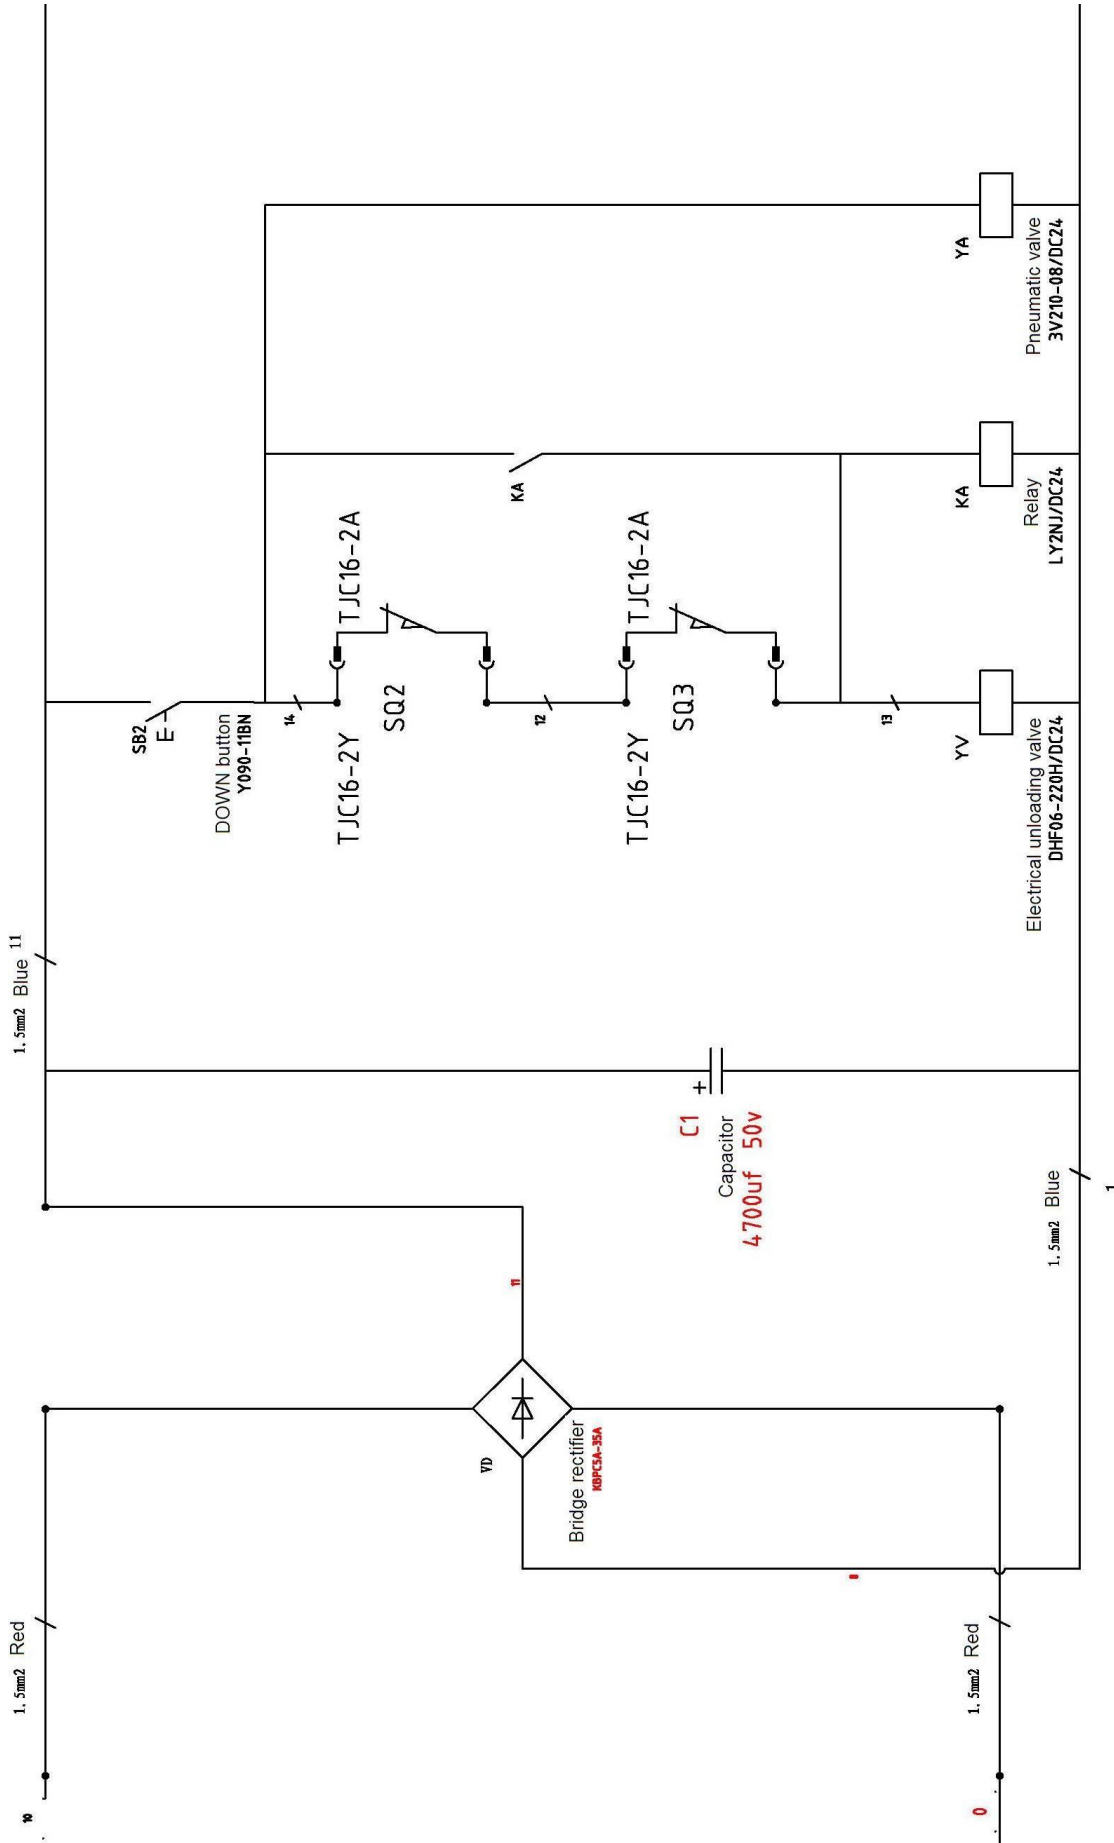 10
1.5mm2 Red
1.5mm2 Blue 11
SB2
DOWN button
Y090-11BN
14
TJC16-2Y
TJC16-2A
SQ2
12
TJC16-2Y
TJC16-2A
SQ3
13
KA
YV
Electrical unloading valve
DHF06-220H/DC24
KA
Relay
LY2NJ/DC24
YA
Pneumatic valve
3V210-08/DC24
C1
+
Capacitor
4700uf 50v
11
VD
Bridge rectifier
KBPC5A-35A
1.5mm2 Blue
1
0
1.5mm2 Red